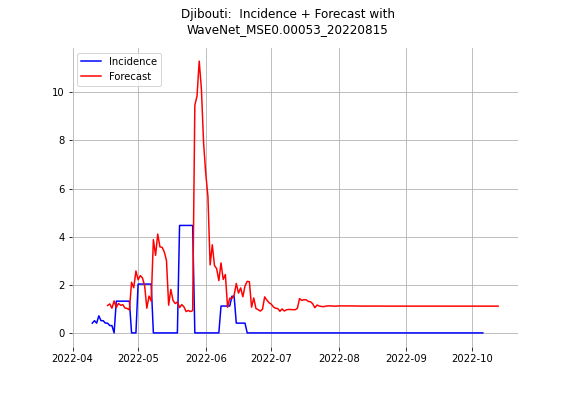 Djibouti:  Incidence + Forecast with
WaveNet_MSE0.00053_20220815
Incidence
Forecast
10
8
6
4
2
0
2022-04 2022-05 2022-06 2022-07 2022-08 2022-09 2022-10